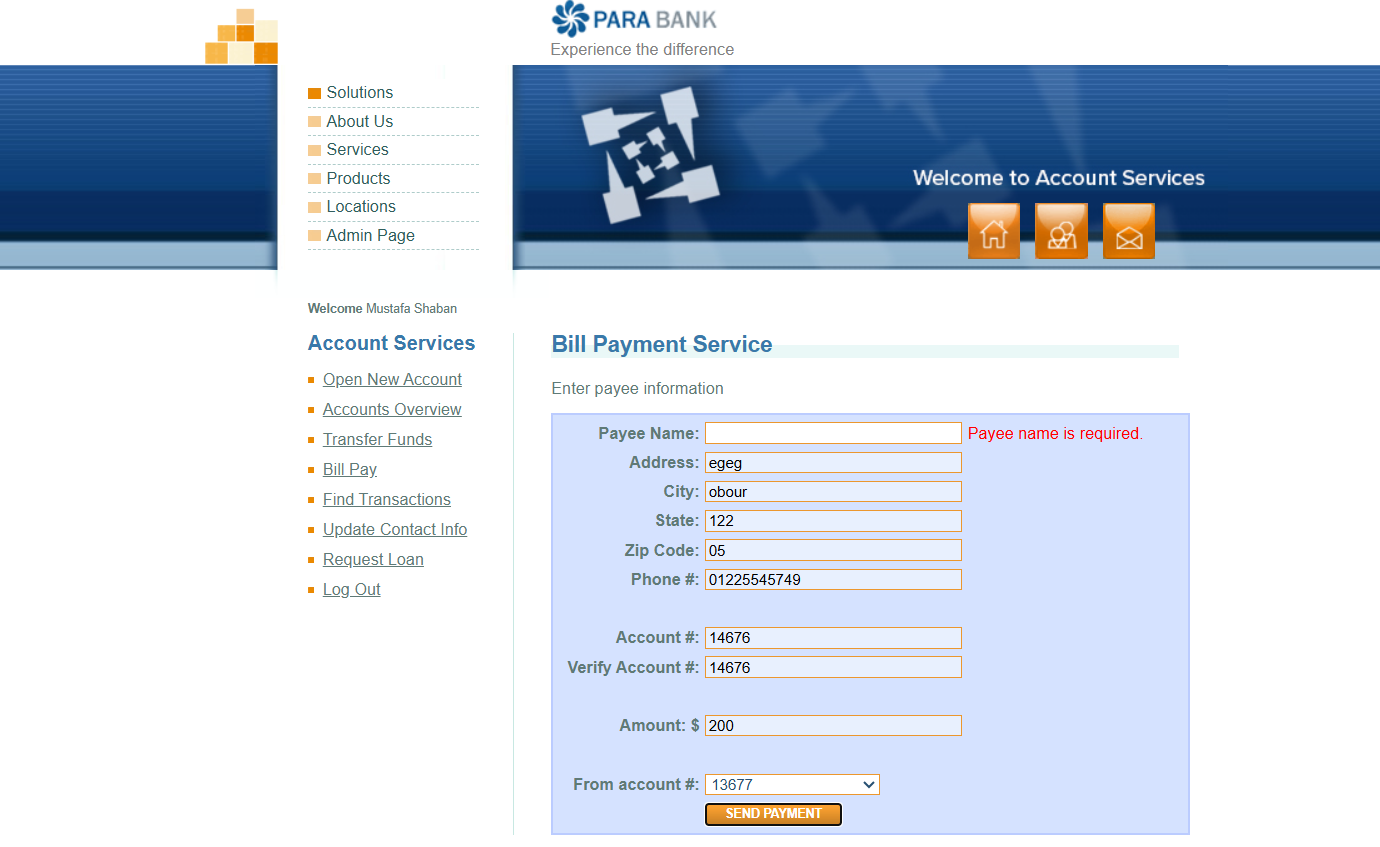 PARA BANK
Experience the difference
Solutions
About Us
Services
Products
Locations
Admin Page
Welcome to Account Services
Welcome Mustafa Shaban
Account Services
Open New Account
Accounts Overview
Transfer Funds
Bill Pay
Find Transactions
Update Contact Info
Request Loan
Log Out
Bill Payment Service
Enter payee information
Payee Name: Payee name is required.
Address: egeg
City: obour
State: 122
Zip Code: 05
Phone #: 01225545749
Account #: 14676
Verify Account #: 14676
Amount: $ 200
From account #: 13677
SEND PAYMENT